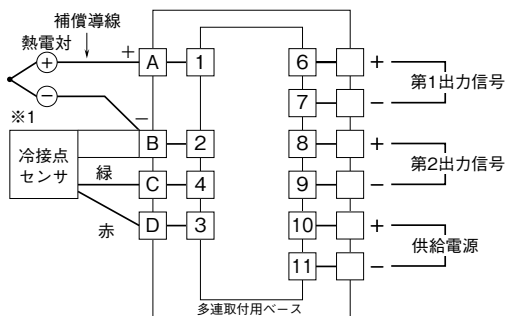 補償導線
熱電対
+
+
−
−
※1
冷接点
センサ
緑
赤
A 1
B 2
C 4
D 3
6 + 
7 −
第1出力信号
8 +
9 −
第2出力信号
10 +
11 −
供給電源
多連取付用ベース